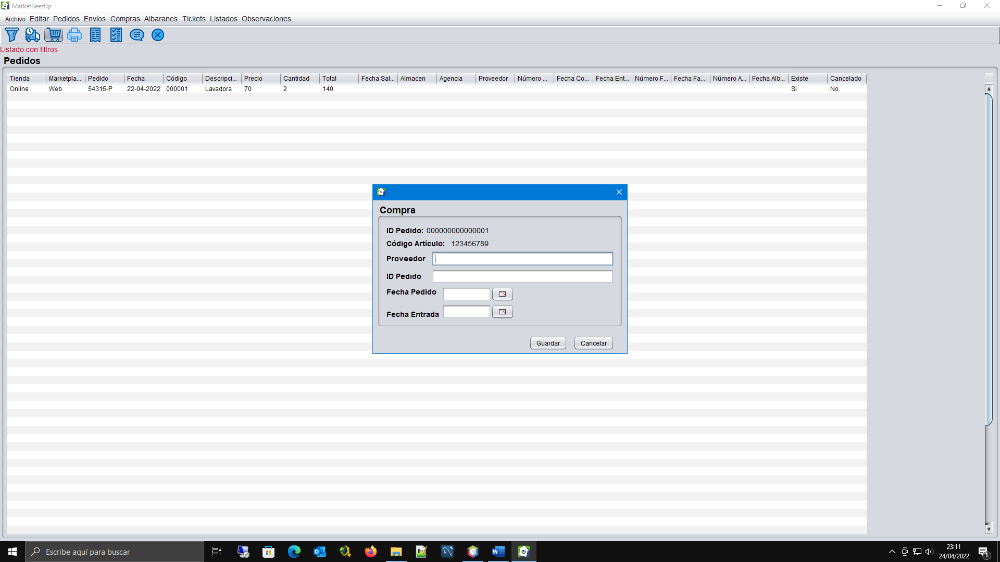 MarketBeezUp
Archivo Editar Pedidos Envíos Compras Albaranes Tickets Listados Observaciones
Listado con filtros
Pedidos
Tienda Marketpla... Pedido Fecha Código Descripci... Precio Cantidad Total Fecha Sal... Almacen Agencia Proveedor Número ... Fecha Co... Fecha Ent... Número F... Fecha Fa... Número A... Fecha Alb... Existe Cancelado
Online Web 54315-P 22-04-2022 000001 Lavadora 70 2 140 Si No
Compra
ID Pedido: 000000000000001
Código Artículo: 123456789
Proveedor
ID Pedido
Fecha Pedido
Fecha Entrada
Guardar Cancelar
Escribe aquí para buscar
23:11
24/04/2022
1